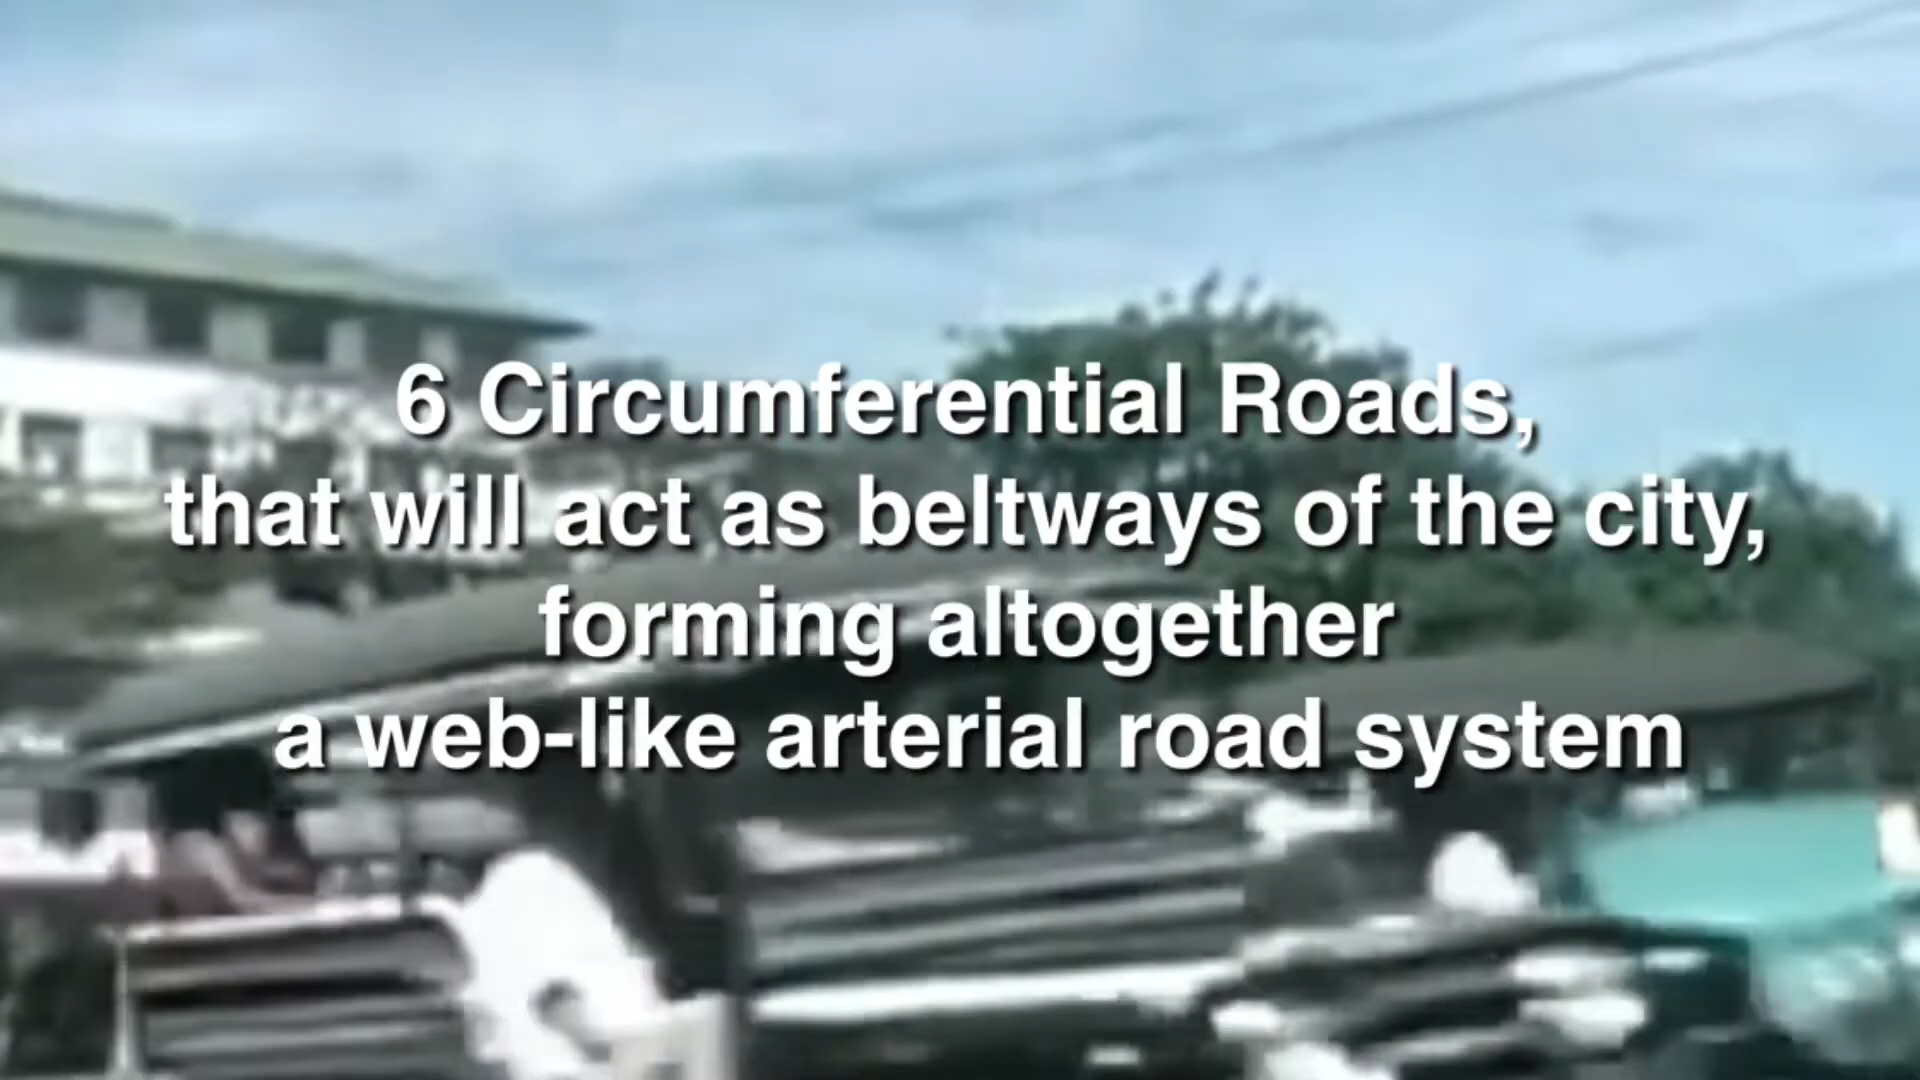 6 Circumferential Roads,
that will act as beltways of the city,
forming altogether
a web-like arterial road system